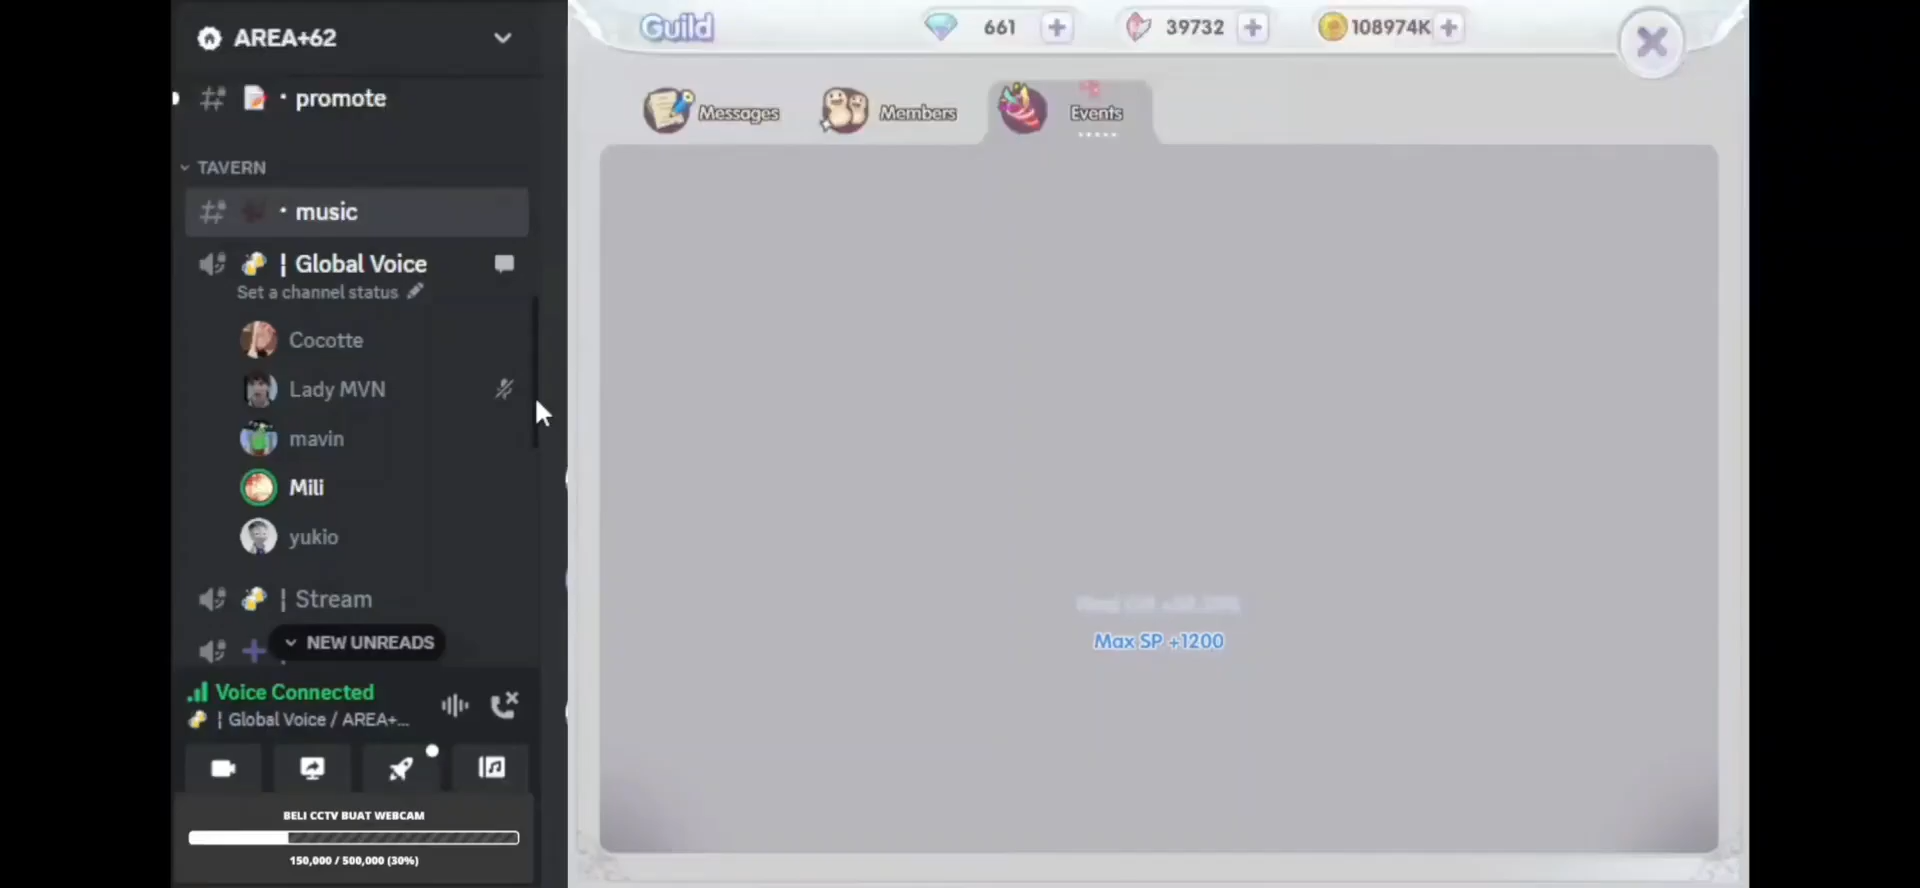 AREA+62
promote
TAVERN
music
¦ Global Voice
Set a channel status
Cocotte
Lady MVN
mavin
Mili
yukio
¦ Stream
NEW UNREADS
Voice Connected
¦ Global Voice / AREA+...
BELI CCTV BUAT WEBCAM
150,000 / 500,000 (30%)
Guild
661
39732
108974K
Messages
Members
Events
Max SP +1200